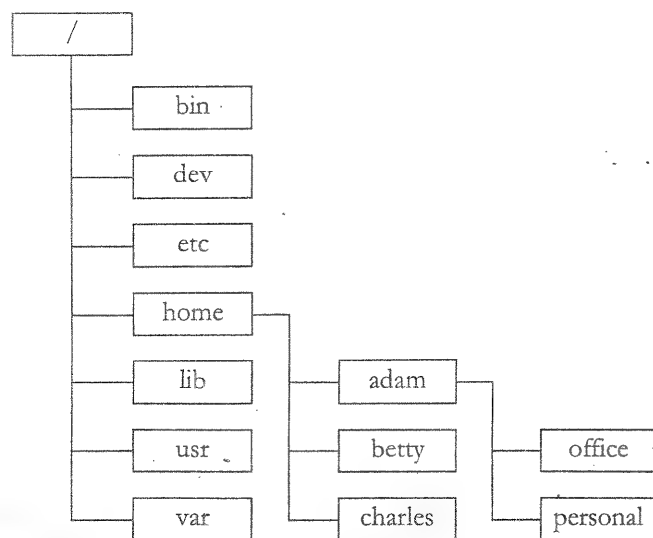 /
bin
dev
etc
home
lib
adam
usr
betty
office
var
charles
personal